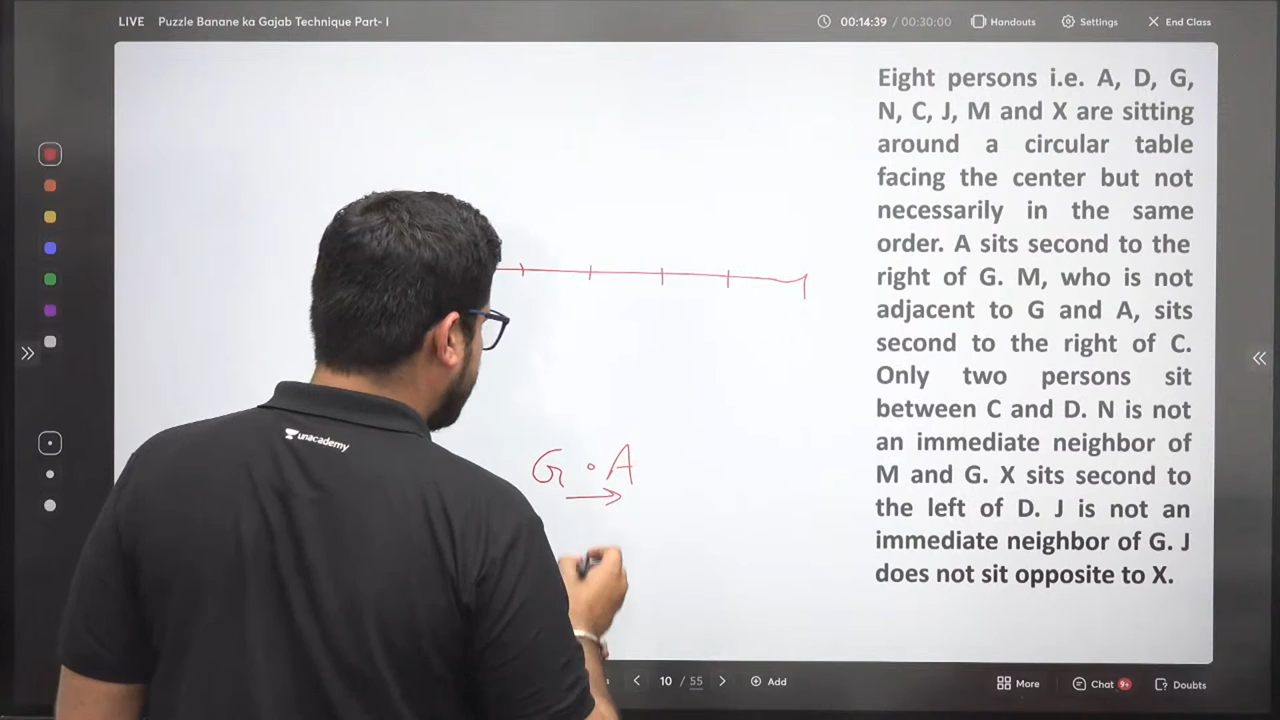 LIVE Puzzle Banane ka Gajab Technique Part- I
00:14:39 / 00:30:00
Handouts
Settings
End Class
Eight persons i.e. A, D, G,
N, C, J, M and X are sitting
around a circular table
facing the center but not
necessarily in the same
order. A sits second to the
right of G. M, who is not
adjacent to G and A, sits
second to the right of C.
Only two persons sit
between C and D. N is not
an immediate neighbor of
M and G. X sits second to
the left of D. J is not an
immediate neighbor of G. J
does not sit opposite to X.
unacademy
G • A
10 / 55
Add
More
Chat 9+
Doubts